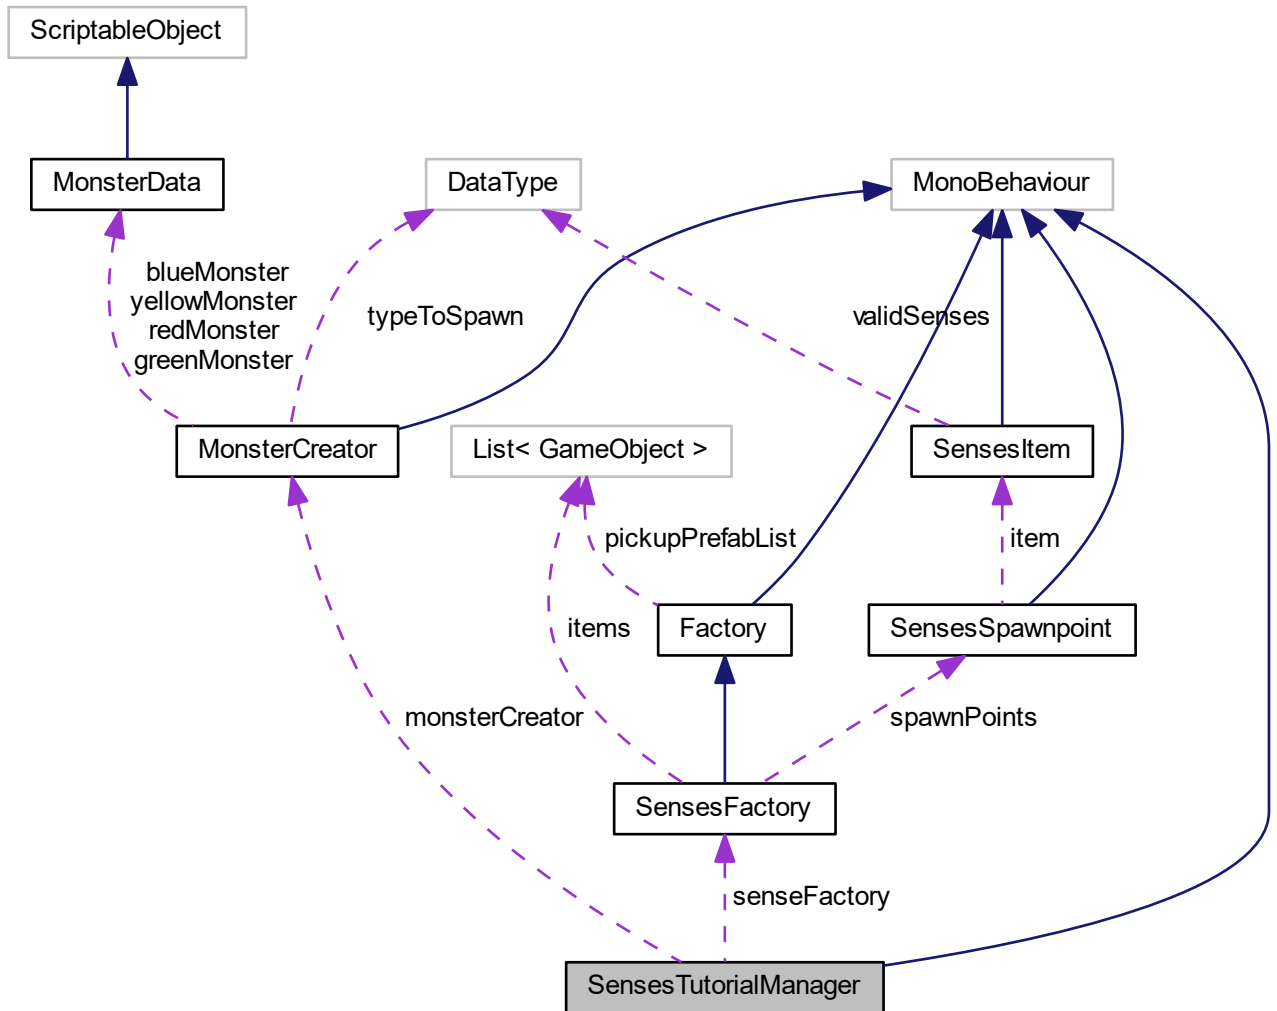 ScriptableObject
MonsterData
DataType
MonoBehaviour
blueMonster
yellowMonster
redMonster
greenMonster
typeToSpawn
validSenses
MonsterCreator
List< GameObject >
SensesItem
pickupPrefabList
item
items
Factory
SensesSpawnpoint
monsterCreator
spawnPoints
SensesFactory
senseFactory
SensesTutorialManager